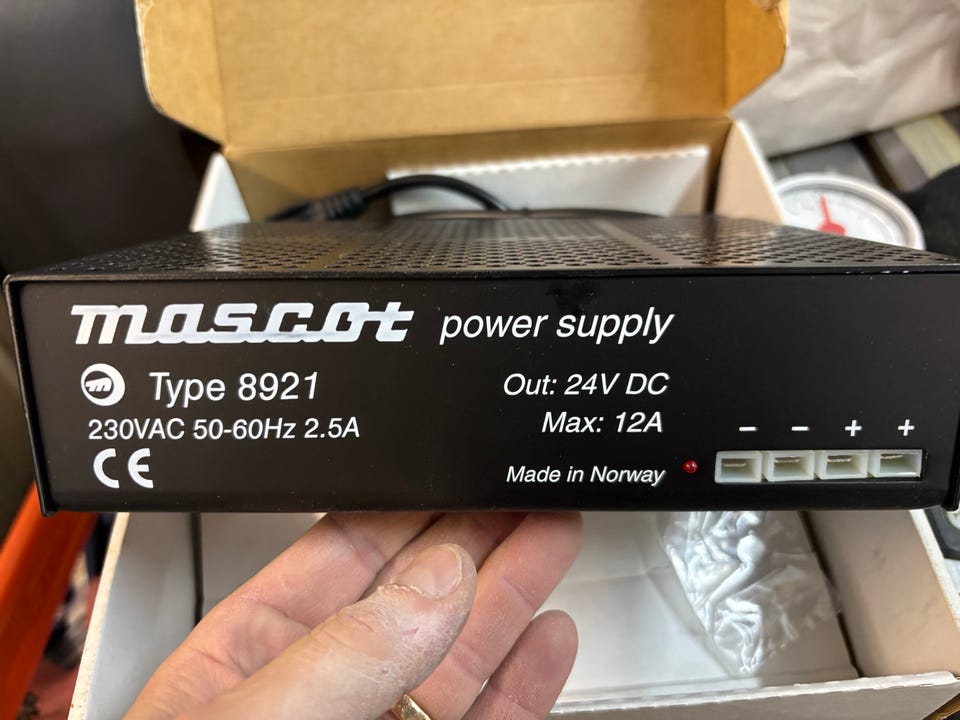 mascot power supply
Type 8921
230VAC 50-60Hz 2.5A
CE
Out: 24V DC
Max: 12A
Made in Norway
- - + +